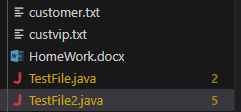 customer.txt
custvip.txt
HomeWork.docx
TestFile.java 2
TestFile2.java 5